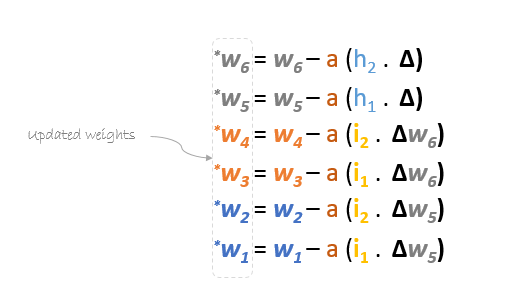 *w₆ = w₆ – a (h₂ . Δ)
*w₅ = w₅ – a (h₁ . Δ)
Updated weights
*w₄ = w₄ – a (i₂ . Δw₆)
*w₃ = w₃ – a (i₁ . Δw₆)
*w₂ = w₂ – a (i₂ . Δw₅)
*w₁ = w₁ – a (i₁ . Δw₅)